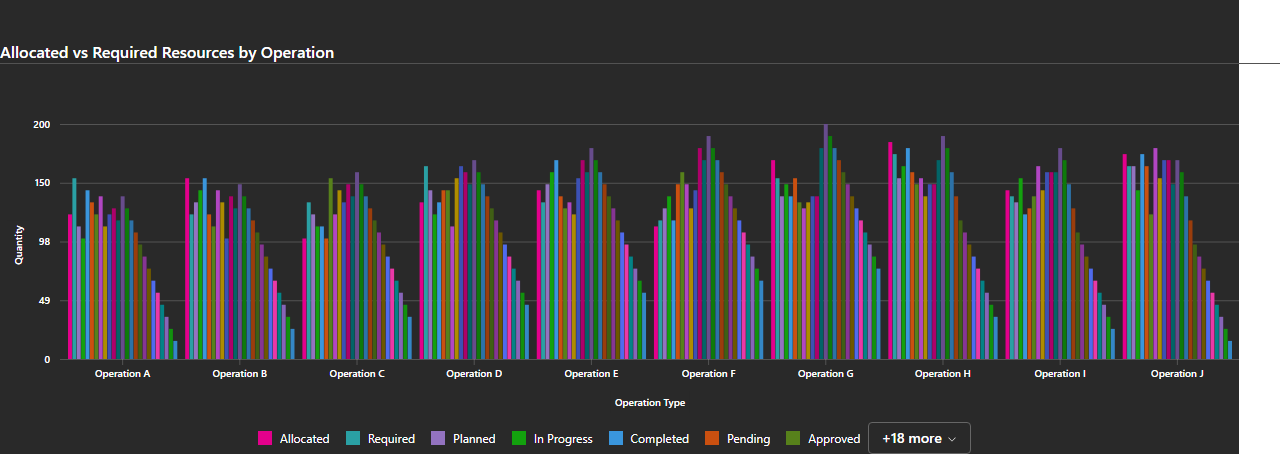 Allocated vs Required Resources by Operation
200
150
98
49
0
Quantity
Operation A Operation B Operation C Operation D Operation E Operation F Operation G Operation H Operation I Operation J
Operation Type
Allocated Required Planned In Progress Completed Pending Approved +18 more